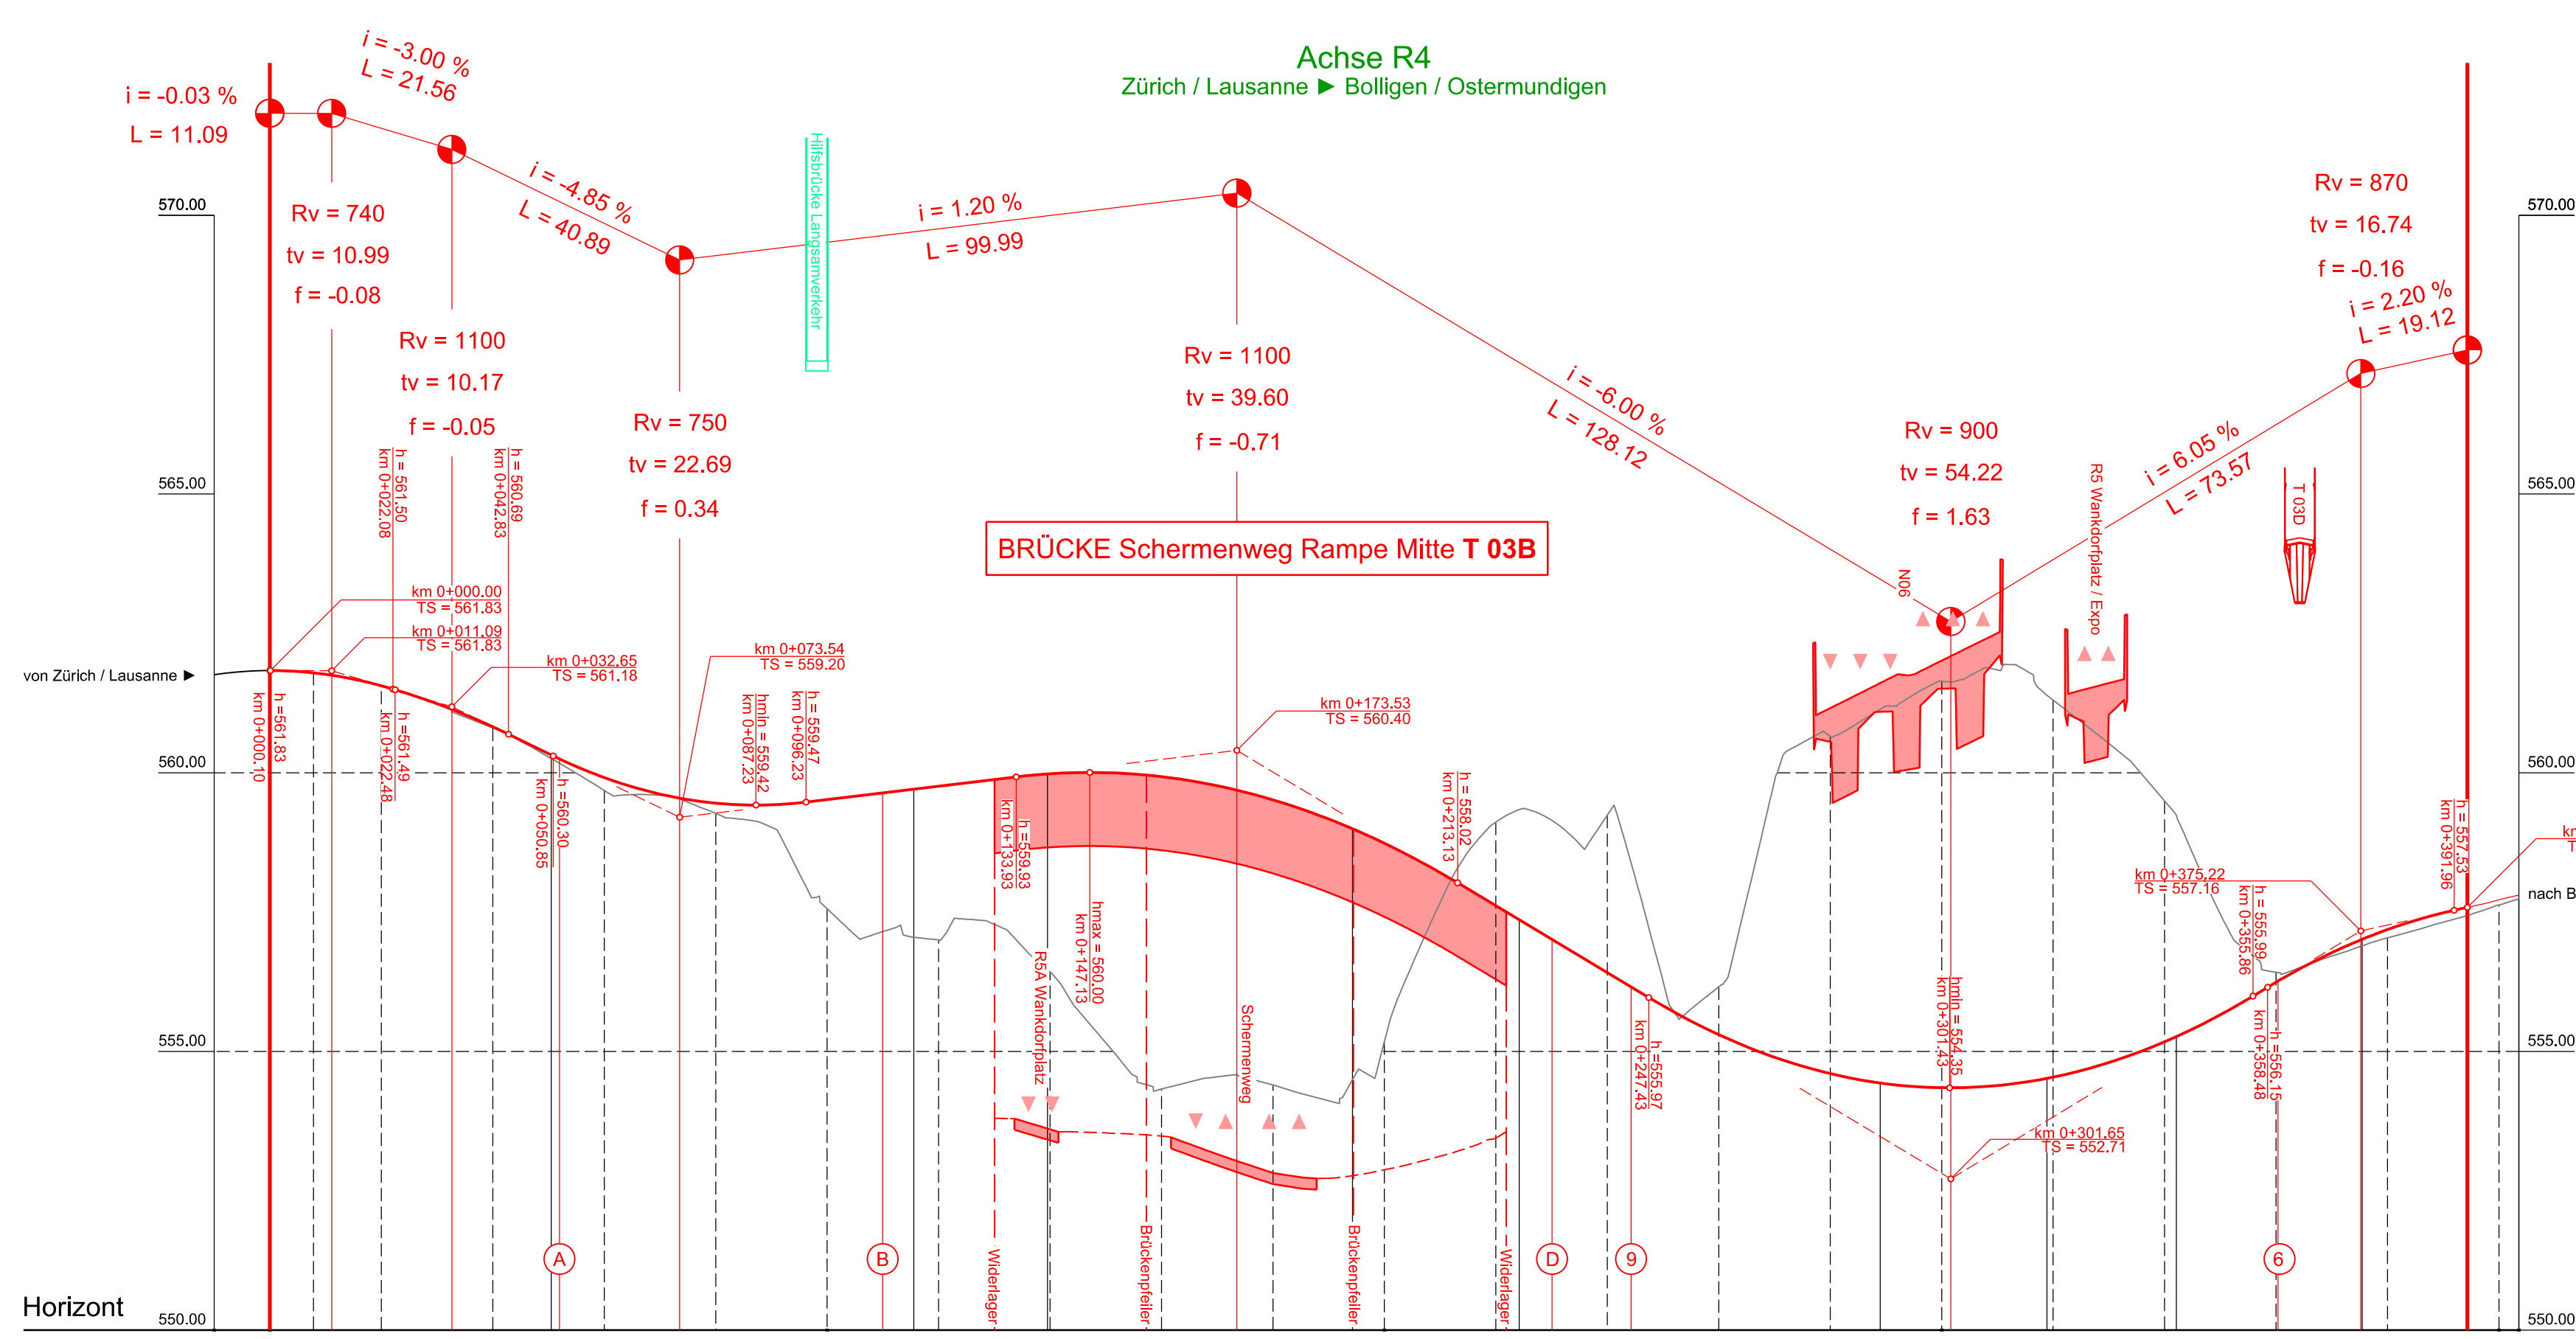 Achse R4
Zürich / Lausanne ► Bolligen / Ostermundigen
i = -0.03 %
L = 11.09
i = -3.00 %
L = 21.56
i = -4.85 %
L = 40.89
i = 1.20 %
L = 99.99
i = -6.00 %
L = 128.12
i = 6.05 %
L = 73.57
i = 2.20 %
L = 19.12
Rv = 740
tv = 10.99
f = -0.08
Rv = 1100
tv = 10.17
f = -0.05
Rv = 750
tv = 22.69
f = 0.34
Rv = 1100
tv = 39.60
f = -0.71
Rv = 900
tv = 54.22
f = 1.63
Rv = 870
tv = 16.74
f = -0.16
Hilfsbrücke Langsamverkehr
BRÜCKE Schermenweg Rampe Mitte T 03B
N06
R5 Wankdorfplatz / Expo
T 03D
570.00
565.00
560.00
555.00
550.00
570.00
565.00
560.00
555.00
550.00
h = 561.50
km 0+022.08
h = 560.69
km 0+042.83
km 0+000.00
TS = 561.83
km 0+011.09
TS = 561.83
km 0+032.65
TS = 561.18
km 0+073.54
TS = 559.20
km 0+173.53
TS = 560.40
km 0+301.65
TS = 552.71
km 0+375.22
TS = 557.16
von Zürich / Lausanne ►
h =561.83
km 0+000.10
h =561.49
km 0+022.48
h =560.30
km 0+050.85
hmin = 559.42
km 0+087.23
h = 559.47
km 0+096.23
h =559.93
km 0+133.93
hmax = 560.00
km 0+147.13
h = 558.02
km 0+213.13
h =555.97
km 0+247.43
hmin = 554.35
km 0+301.43
h = 555.99
km 0+355.86
h =556.15
km 0+358.48
h = 557.53
km 0+391.96
nach B
R5A Wankdorfplatz
Schermenweg
A
B
D
9
6
Widerlager
Brückenpfeiler
Brückenpfeiler
Widerlager
Horizont